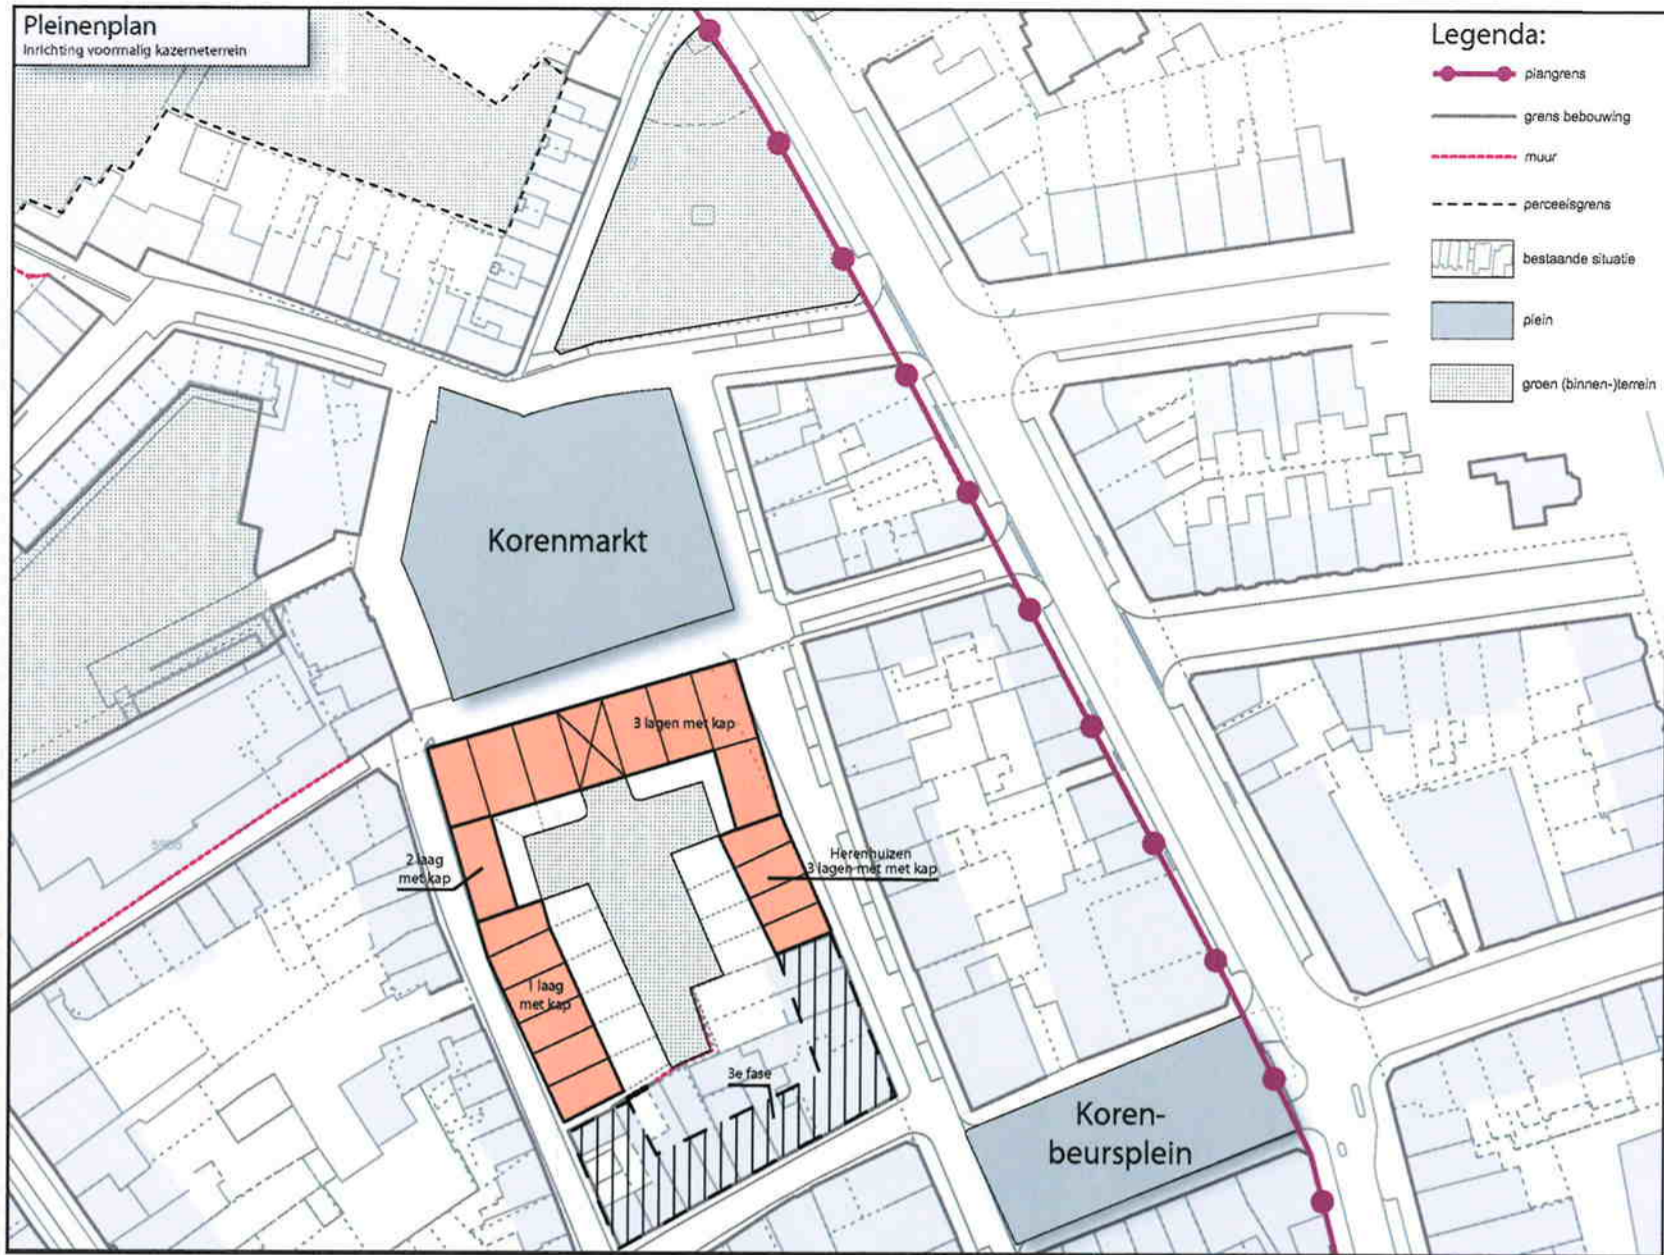 Pleinenplan
Inrichting voormalig kazerneterrein
Legenda:
plangrens
grens bebouwing
muur
perceelsgrens
bestaande situatie
plein
groen (binnen-)terrein
Korenmarkt
3 lagen met kap
2 laag
met kap
Herenhuizen
3 lagen met met kap
1 laag
met kap
3e fase
Koren-
beursplein